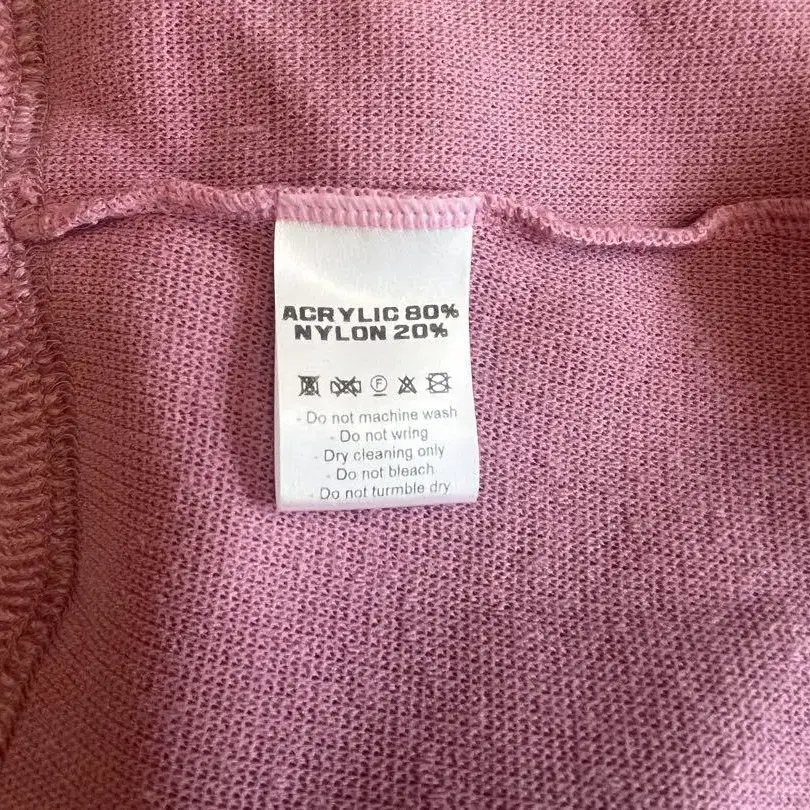 ACRYLIC 80%
NYLON 20%
F
- Do not machine wash
- Do not wring
- Dry cleaning only
- Do not bleach
- Do not turmble dry